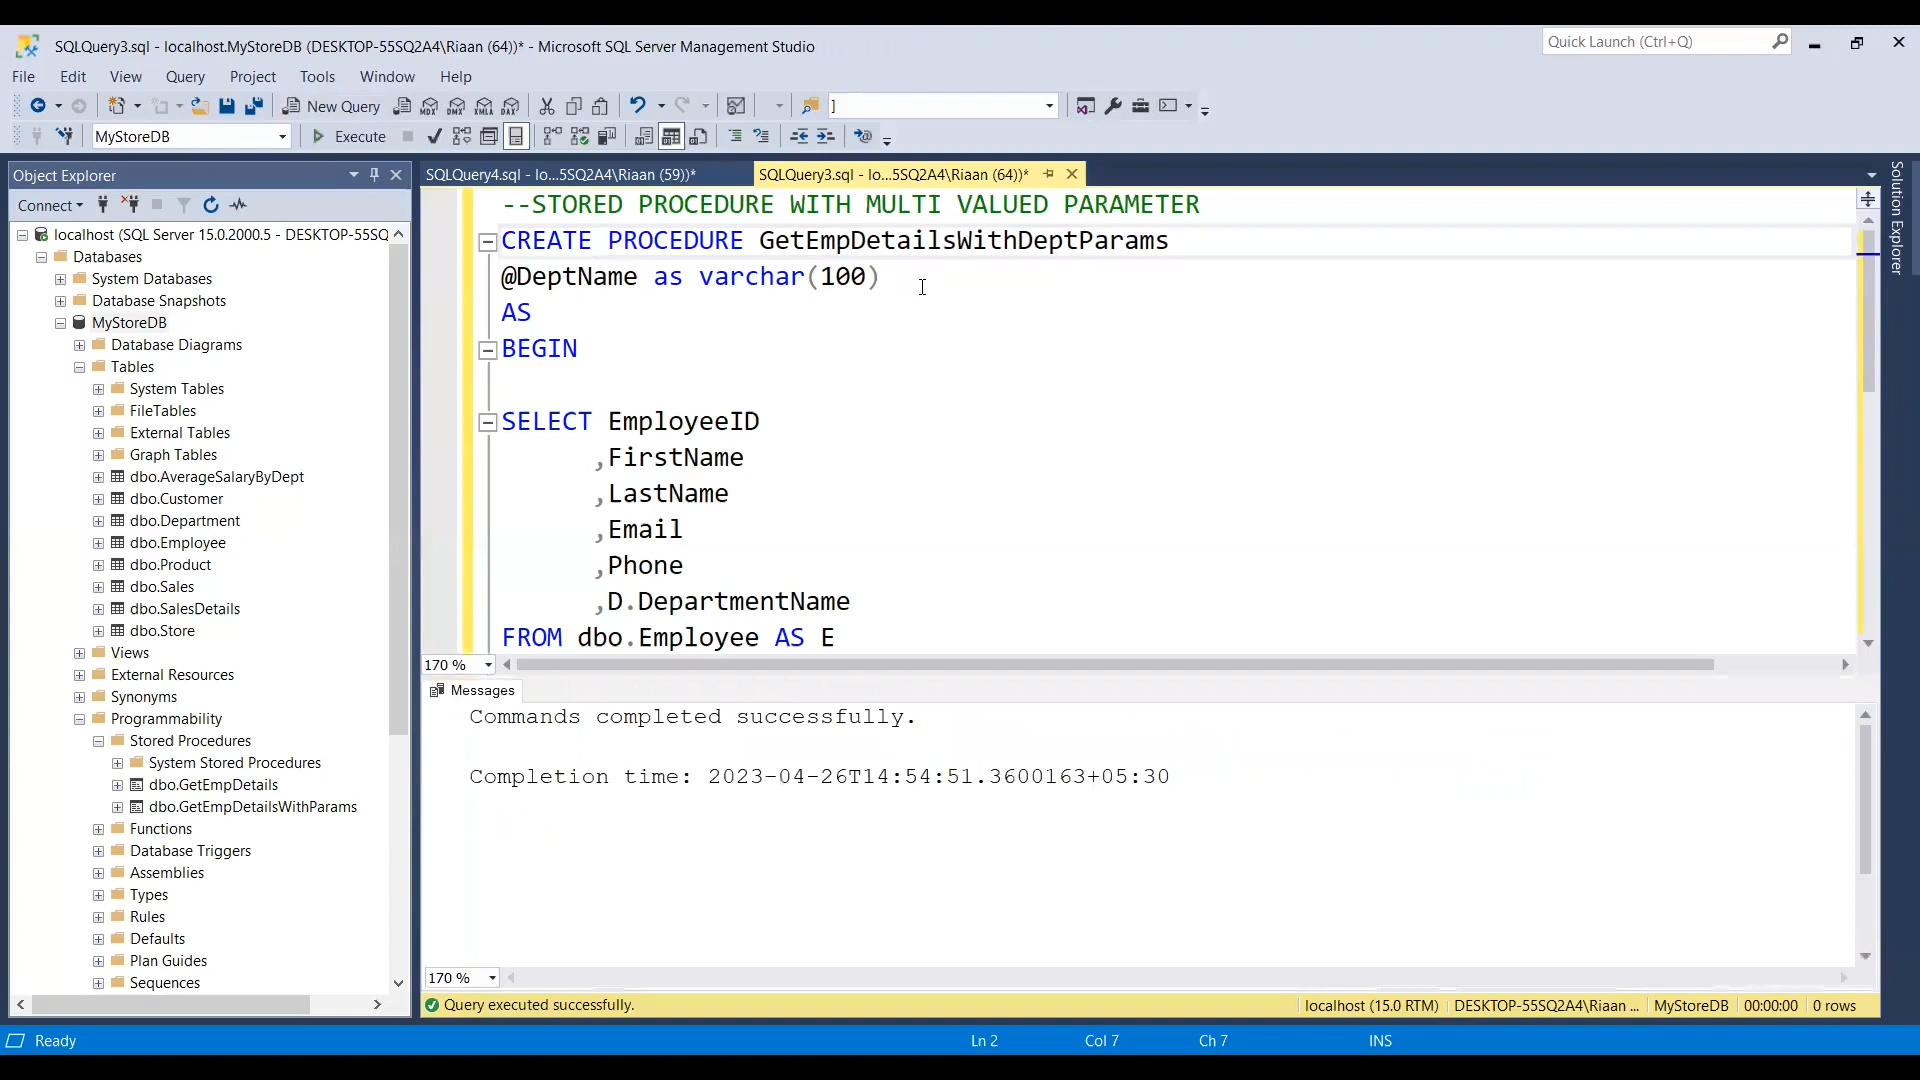 SQLQuery3.sql - localhost.MyStoreDB (DESKTOP-55SQ2A4\Riaan (64))* - Microsoft SQL Server Management Studio
Quick Launch (Ctrl+Q)
File Edit View Query Project Tools Window Help
New Query MDX DMX XMLA DAX ]
MyStoreDB Execute
Object Explorer
SQLQuery4.sql - lo...5SQ2A4\Riaan (59))*
SQLQuery3.sql - lo...5SQ2A4\Riaan (64))*
Solution Explorer
Connect
localhost (SQL Server 15.0.2000.5 - DESKTOP-55SQ
Databases
System Databases
Database Snapshots
MyStoreDB
Database Diagrams
Tables
System Tables
FileTables
External Tables
Graph Tables
dbo.AverageSalaryByDept
dbo.Customer
dbo.Department
dbo.Employee
dbo.Product
dbo.Sales
dbo.SalesDetails
dbo.Store
Views
External Resources
Synonyms
Programmability
Stored Procedures
System Stored Procedures
dbo.GetEmpDetails
dbo.GetEmpDetailsWithParams
Functions
Database Triggers
Assemblies
Types
Rules
Defaults
Plan Guides
Sequences
--STORED PROCEDURE WITH MULTI VALUED PARAMETER
CREATE PROCEDURE GetEmpDetailsWithDeptParams
@DeptName as varchar(100)
AS
BEGIN
SELECT EmployeeID
,FirstName
,LastName
,Email
,Phone
,D.DepartmentName
FROM dbo.Employee AS E
170 %
Messages
Commands completed successfully.
Completion time: 2023-04-26T14:54:51.3600163+05:30
170 %
Query executed successfully.
localhost (15.0 RTM) DESKTOP-55SQ2A4\Riaan ... MyStoreDB 00:00:00 0 rows
Ready Ln 2 Col 7 Ch 7 INS